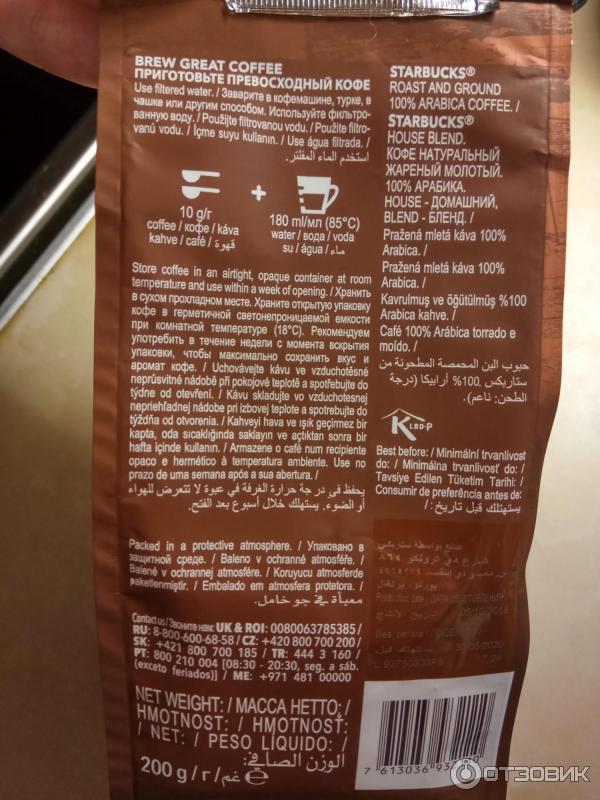 BREW GREAT COFFEE
ПРИГОТОВЬТЕ ПРЕВОСХОДНЫЙ КОФЕ
Use filtered water. / Заварите в кофемашине, турке, в
чашке или другим способом. Используйте фильтро-
ванную воду. / Použijte filtrovanou vodu. / Použite filtro-
vanú vodu. / İçme suyu kullanın. / Use água filtrada. /
استخدم الماء المفلتر.
10 g/г
coffee / кофе / káva
kahve / café / قهوة
+
180 ml/мл (85°C)
water / вода / voda
su / água / ماء
Store coffee in an airtight, opaque container at room
temperature and use within a week of opening. / Хранить
в сухом прохладном месте. Храните открытую упаковку
кофе в герметичной светонепроницаемой емкости
при комнатной температуре (18°C). Рекомендуем
употребить в течение недели с момента вскрытия
упаковки, чтобы максимально сохранить вкус и
аромат кофе. / Uchovávejte kávu ve vzduchotěsné
neprůsvitné nádobě při pokojové teplotě a spotřebujte do
týdne od otevření. / Kávu skladujte vo vzduchotesnej
nepriehľadnej nádobe pri izbovej teplote a spotrebujte do
týždňa od otvorenia. / Kahveyi hava ve ışık geçirmez bir
kapta, oda sıcaklığında saklayın ve açıktan sonra bir
hafta içinde kullanın. / Armazene o café num recipiente
opaco e hermético à temperatura ambiente. Use no
prazo de uma semana após a sua abertura. /
يحفظ في درجة حرارة الغرفة في عبوة لا تتعرض للهواء
أو الضوء. يستهلك خلال أسبوع بعد الفتح.
Packed in a protective atmosphere. / Упаковано в
защитной среде. / Baleno v ochranné atmosféře. /
Balené v ochrannej atmosfére. / Koruyucu atmosferde
paketlenmiştir. / Embalado em atmosfera protetora. /
معبأة في جو خامل.
Contact us / Звоните нам: UK & ROI: 0080063785385 /
RU: 8-800-600-68-58 / CZ: +420 800 700 200
SK: +421 800 700 185 / TR: 444 3 160 /
PT: 800 210 004 [08:30 - 20:30, seg. a sáb.
(exceto feriados)] / ME: +971 481 00000
NET WEIGHT: / МАССА НЕТТО: /
HMOTNOST: / HMOTNOSŤ:
/ NET: / PESO LÍQUIDO: /
الوزن الصافي:
200 g / г / غم / e
STARBUCKS®
ROAST AND GROUND
100% ARABICA COFFEE. /
STARBUCKS®
HOUSE BLEND.
КОФЕ НАТУРАЛЬНЫЙ
ЖАРЕНЫЙ МОЛОТЫЙ.
100% АРАБИКА.
HOUSE - ДОМАШНИЙ,
BLEND - БЛЕНД. /
Pražená mletá káva 100%
Arabica. /
Pražená mletá káva 100%
Arabica. /
Kavrulmuş ve öğütülmüş %100
Arabica kahve. /
Café 100% Arábica torrado e
moído. /
حبوب البن المحمصة المطحونة من
ستاربكس ,100% أرابيكا (درجة
الطحن: ناعم).
K LBD-P
Best before: / Minimální trvanlivost
do: / Minimálna trvanlivosť do: /
Tavsiye Edilen Tüketim Tarihi: /
Consumir de preferência antes de:
/ يستهلك قبل تاريخ:
صنع بواسطة ستاربكس
Production date
05/10/2018
Best before
7 613036 93
ОТЗОВИК